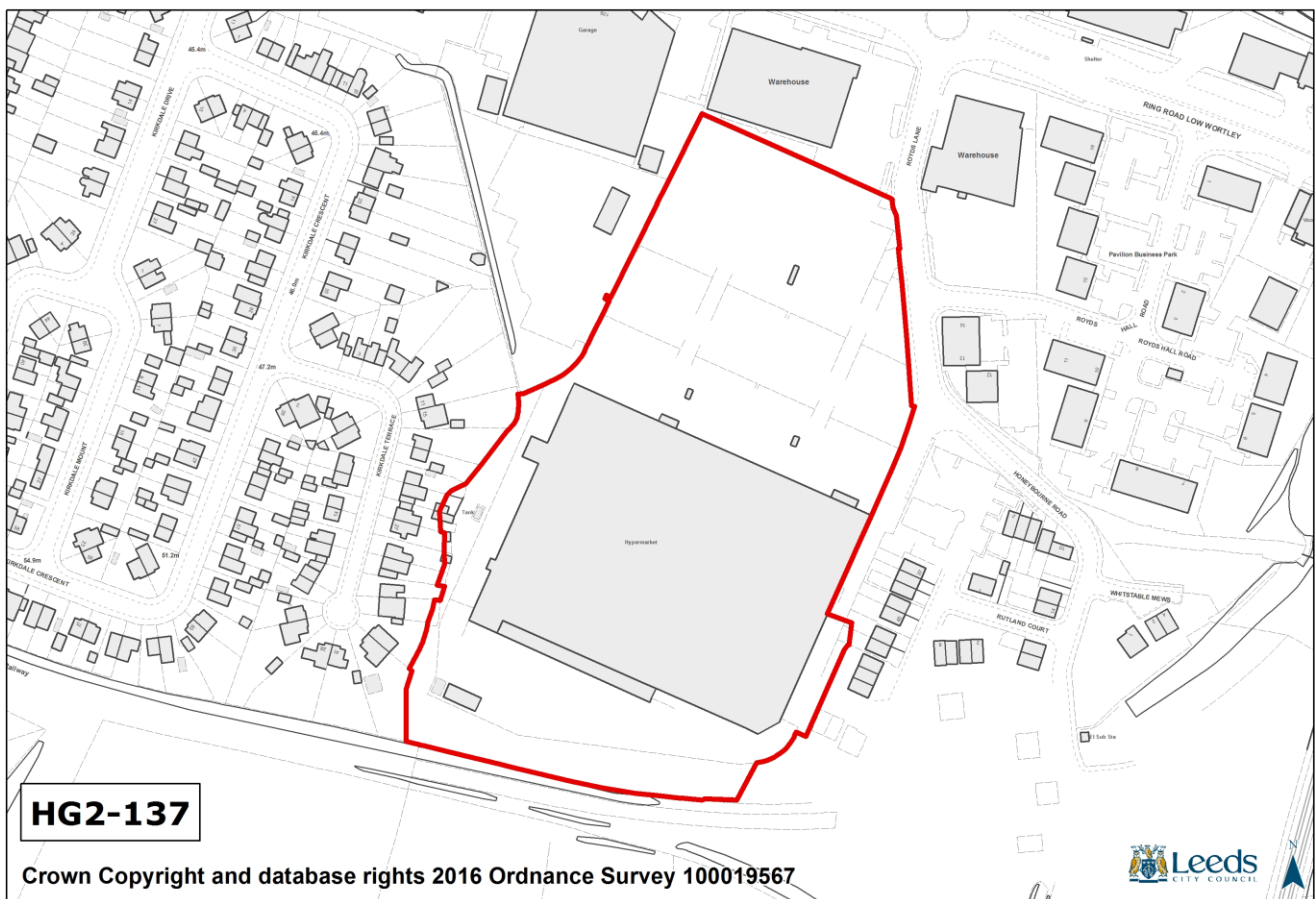 Garage
Warehouse
Shelter
RING ROAD LOW WORTLEY
45.4m
KIRKDALE DRIVE
46.4m
ROYDS LANE
Warehouse
KIRKDALE CRESCENT
Pavilion Business Park
46.9m
ROYDS HALL ROAD
ROYDS HALL ROAD
47.2m
KIRKDALE TERRACE
KIRKDALE MOUNT
HONEYBOURNE ROAD
Tank
Hypermarket
51.2m
54.9m
KIRKDALE CRESCENT
WHITSTABLE MEWS
RUTLAND COURT
Railway
El Sub Sta
HG2-137
Crown Copyright and database rights 2016 Ordnance Survey 100019567
Leeds
CITY COUNCIL
N